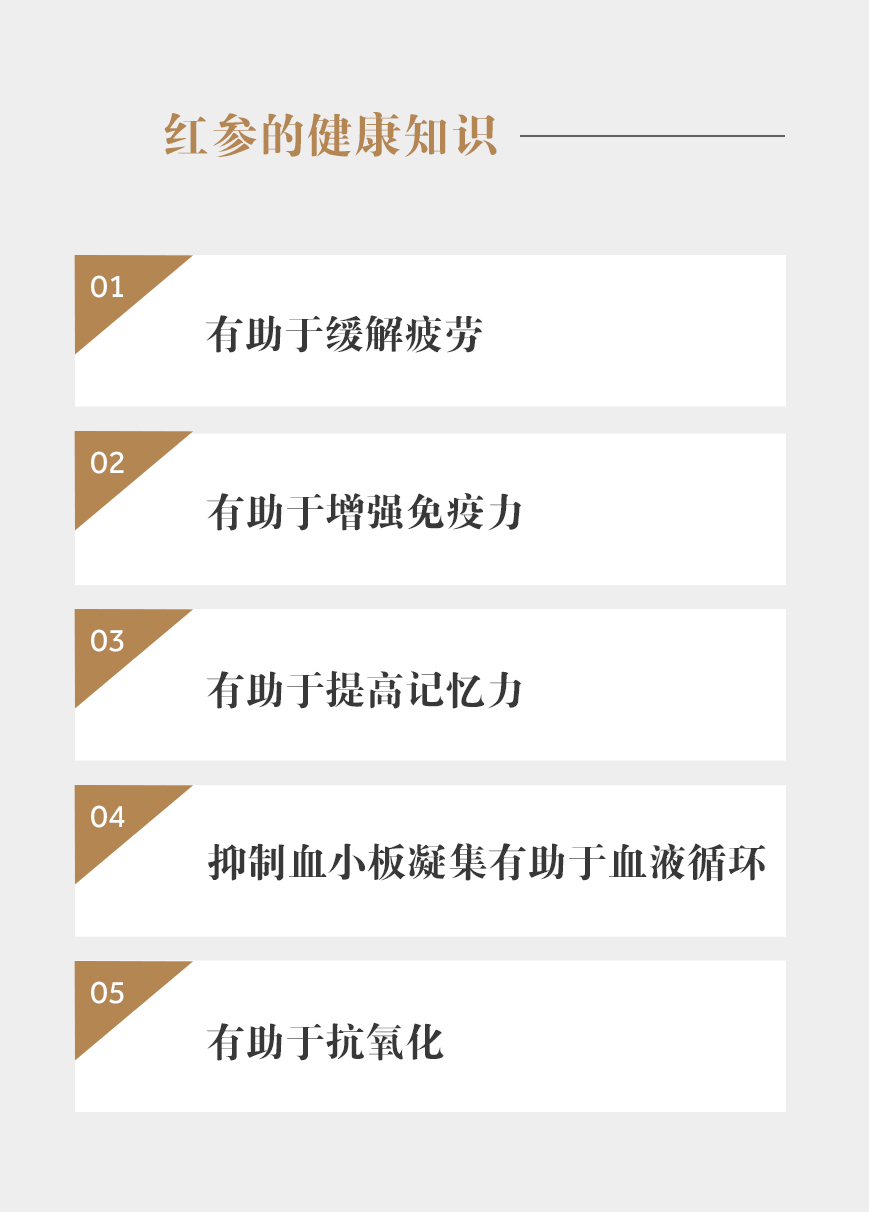 红参的健康知识
01
有助于缓解疲劳
02
有助于增强免疫力
03
有助于提高记忆力
04
抑制血小板凝集有助于血液循环
05
有助于抗氧化